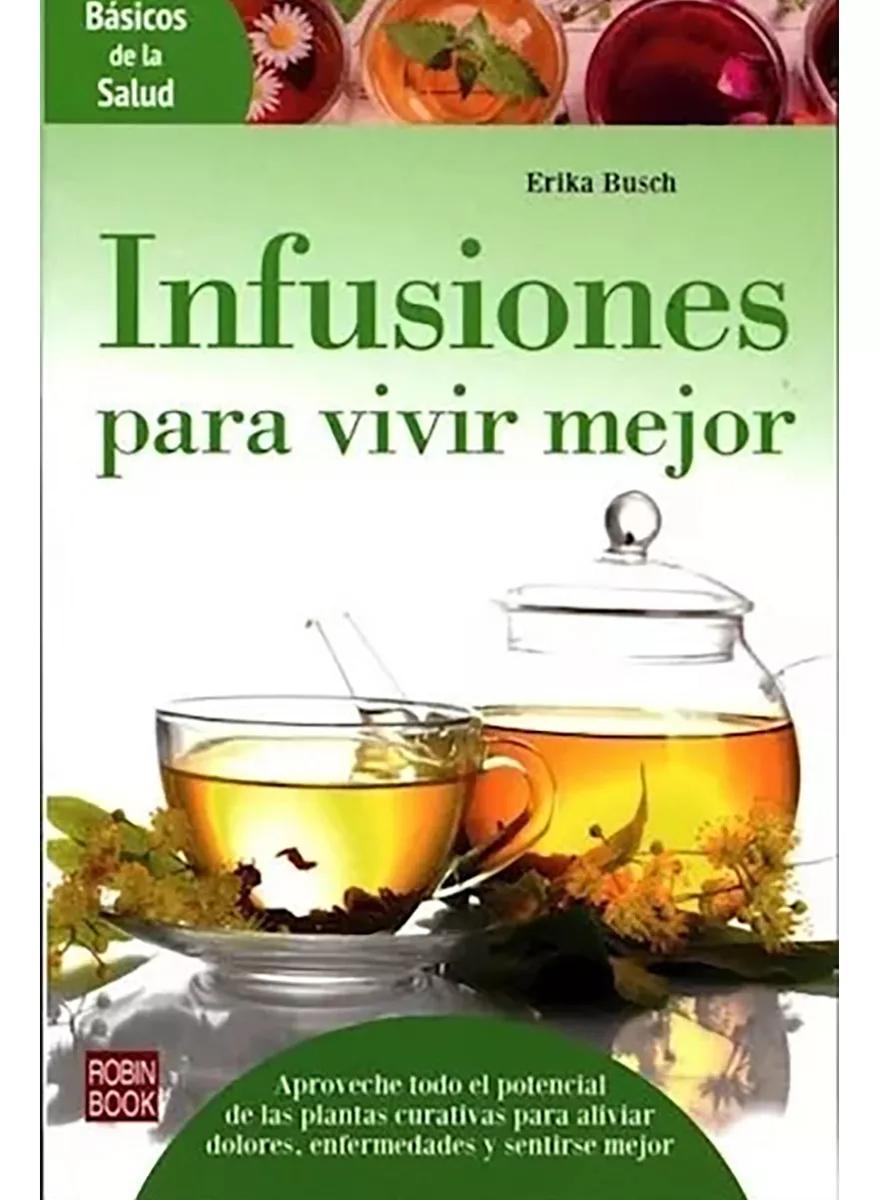 Básicos
de la
Salud
Erika Busch
Infusiones
para vivir mejor
ROBIN
BOOK
Aproveche todo el potencial
de las plantas curativas para aliviar
dolores, enfermedades y sentirse mejor